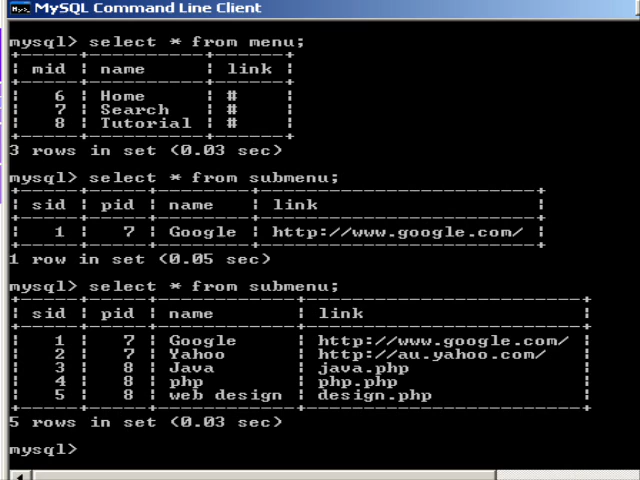 MySQL Command Line Client
mysql> select * from menu;
+-----+----------+------+
| mid | name     | link |
+-----+----------+------+
|   6 | Home     | #    |
|   7 | Search   | #    |
|   8 | Tutorial | #    |
+-----+----------+------+
3 rows in set (0.03 sec)
mysql> select * from submenu;
+-----+-----+--------+------------------------+
| sid | pid | name   | link                   |
+-----+-----+--------+------------------------+
|   1 |   7 | Google | http://www.google.com/ |
+-----+-----+--------+------------------------+
1 row in set (0.05 sec)
mysql> select * from submenu;
+-----+-----+------------+------------------------+
| sid | pid | name       | link                   |
+-----+-----+------------+------------------------+
|   1 |   7 | Google     | http://www.google.com/ |
|   2 |   7 | Yahoo      | http://au.yahoo.com/   |
|   3 |   8 | Java       | java.php               |
|   4 |   8 | php        | php.php                |
|   5 |   8 | web design | design.php             |
+-----+-----+------------+------------------------+
5 rows in set (0.03 sec)
mysql>